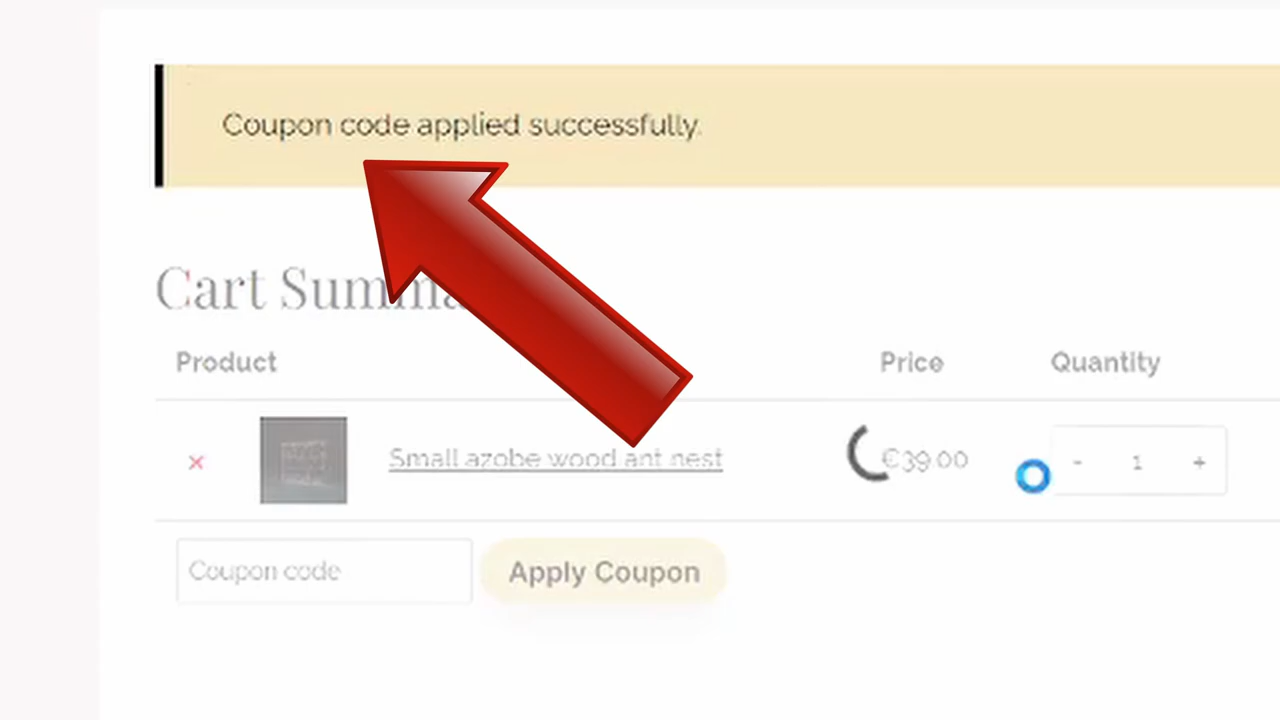 Coupon code applied successfully.
Cart Summa
Product Price Quantity
× Small azobe wood ant nest €39.00 - 1 +
Coupon code Apply Coupon